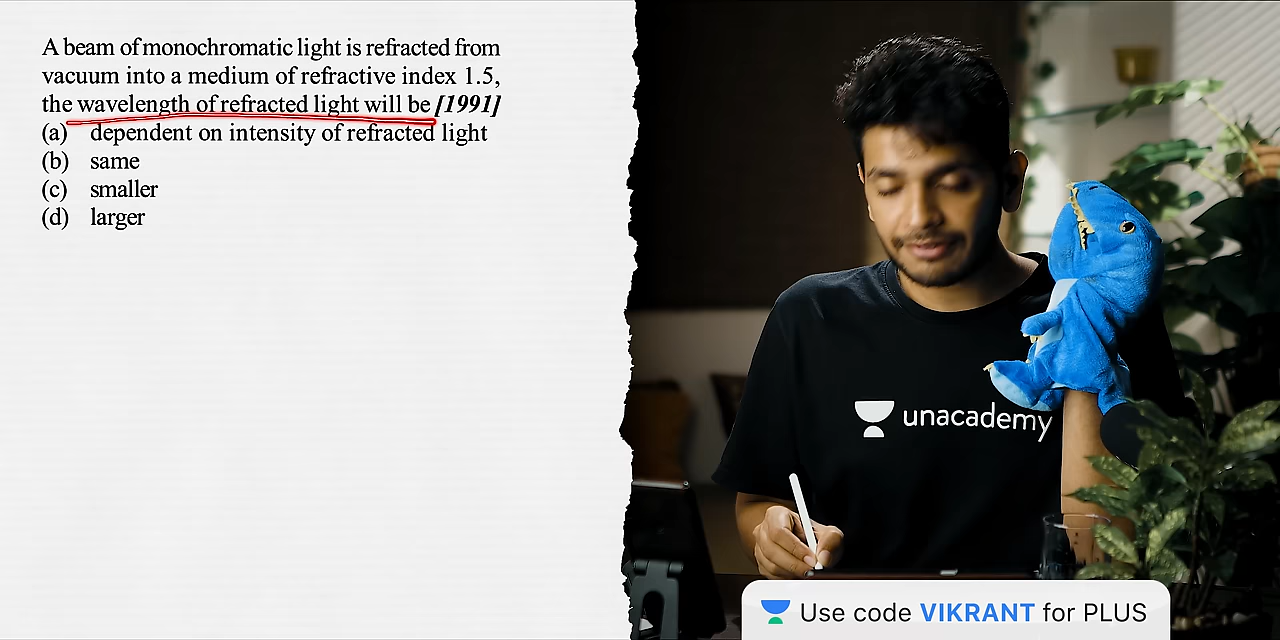 A beam of monochromatic light is refracted from
vacuum into a medium of refractive index 1.5,
the wavelength of refracted light will be [1991]
(a) dependent on intensity of refracted light
(b) same
(c) smaller
(d) larger
unacademy
Use code VIKRANT for PLUS